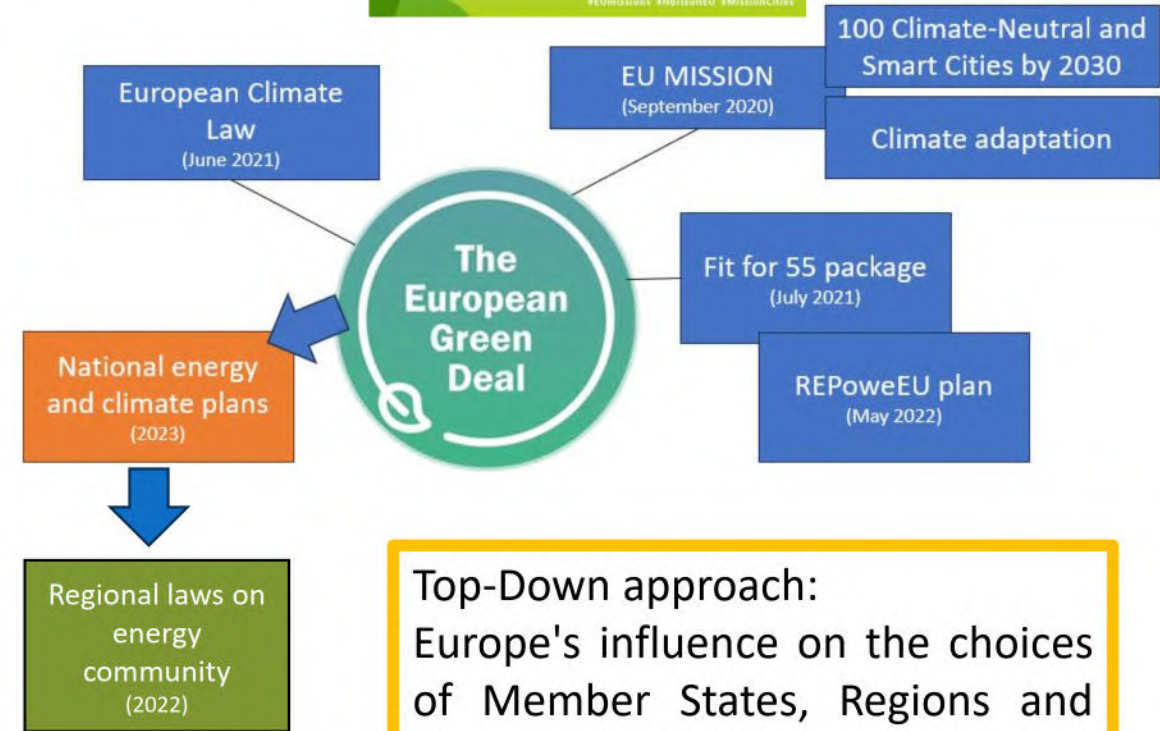 #EUmissions #HorizonEU #MissionCities
100 Climate-Neutral and
Smart Cities by 2030
EU MISSION
(September 2020)
Climate adaptation
European Climate
Law
(June 2021)
The
European
Green
Deal
Fit for 55 package
(July 2021)
REPoweEU plan
(May 2022)
National energy
and climate plans
(2023)
Regional laws on
energy
community
(2022)
Top-Down approach:
Europe's influence on the choices
of Member States, Regions and